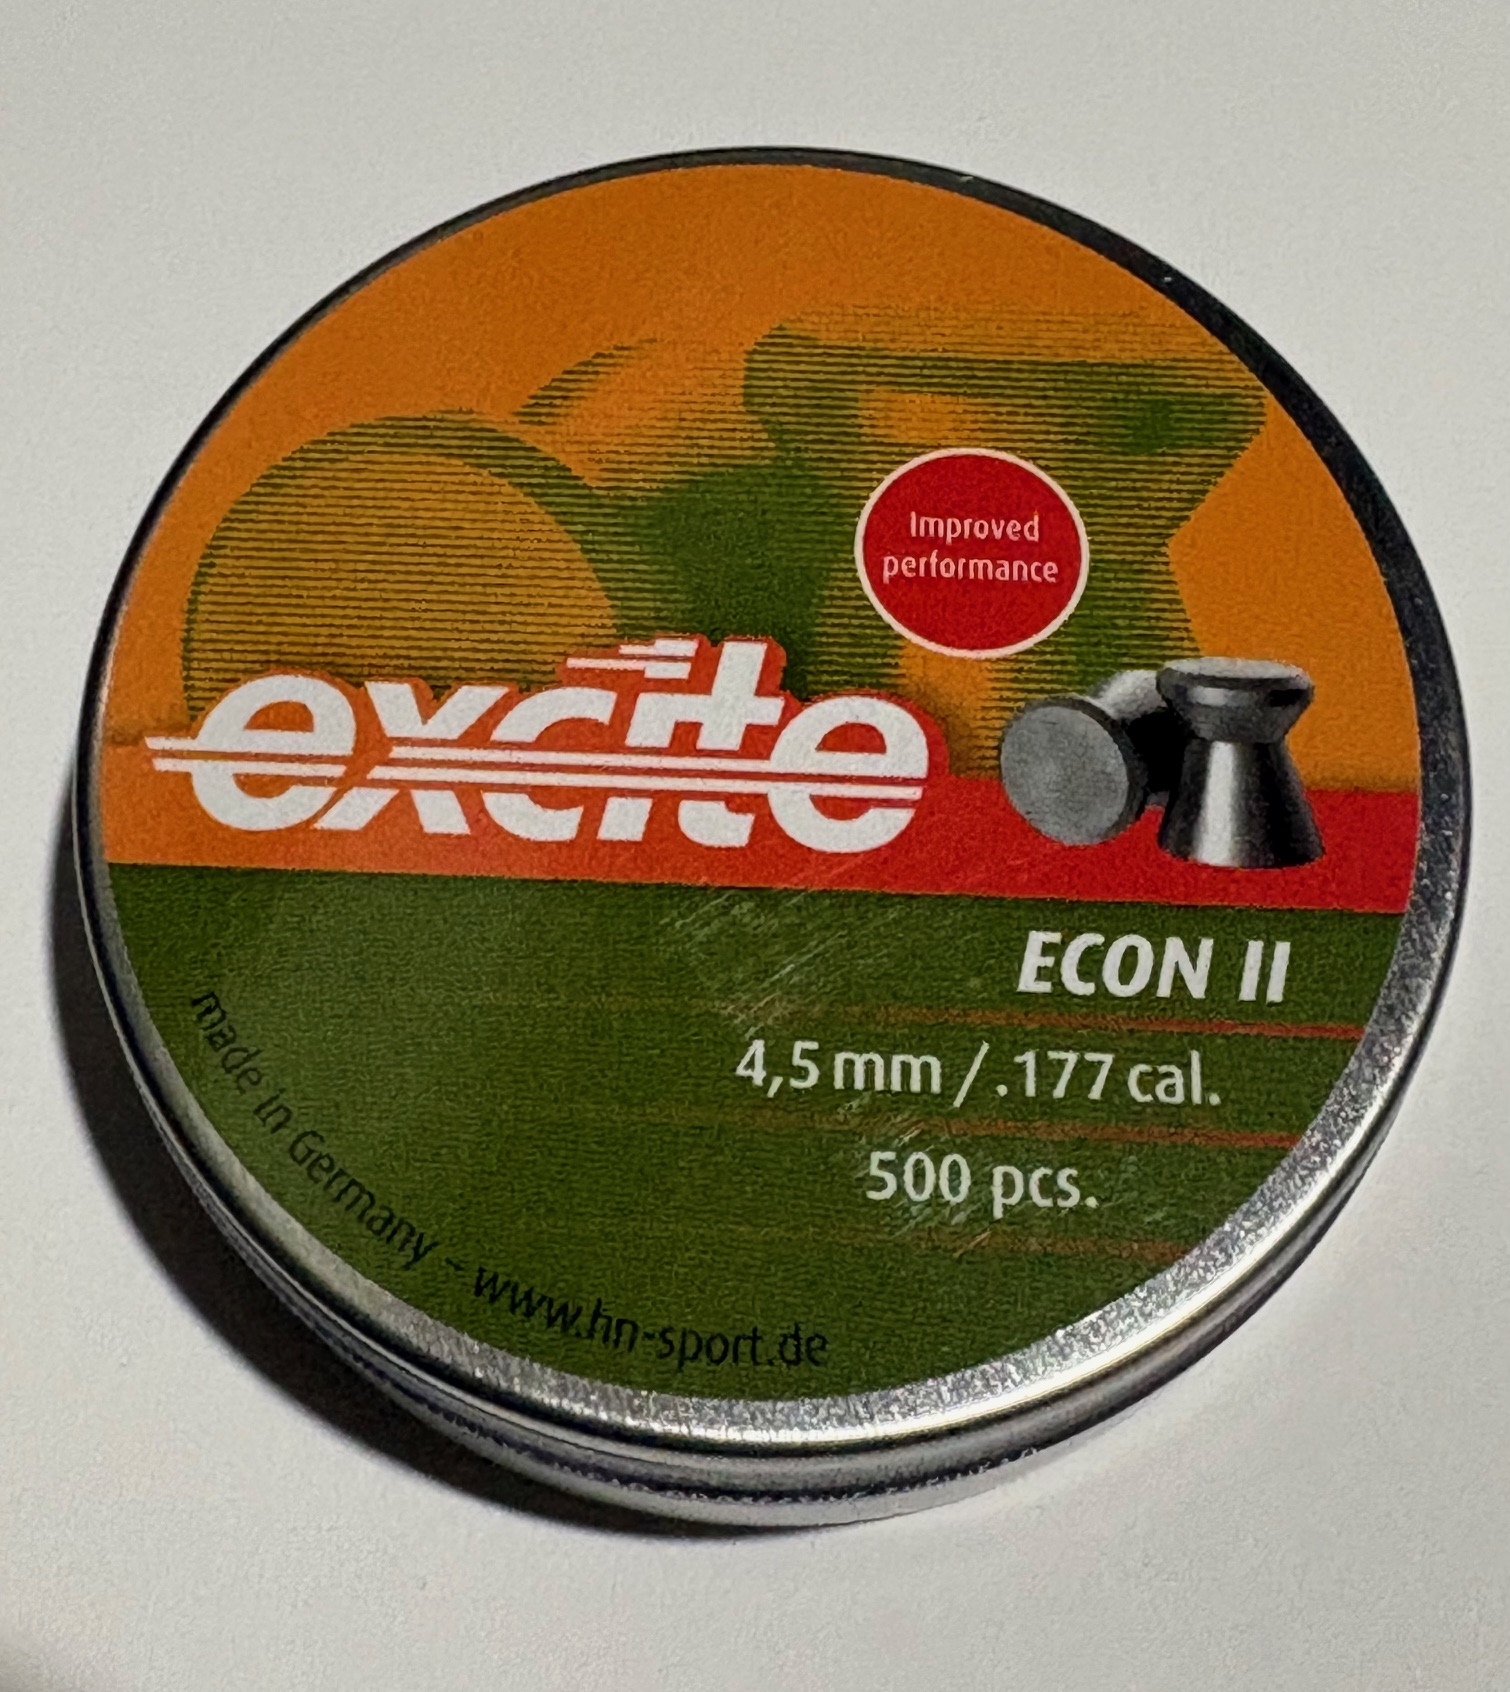 Improved
performance
excite
ECON II
4,5 mm / .177 cal.
500 pcs.
made in Germany – www.hn-sport.de